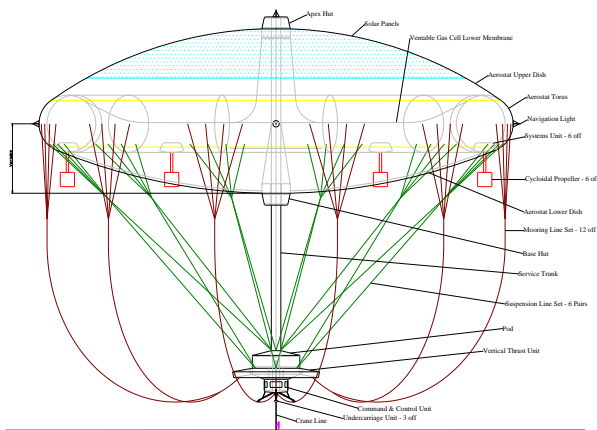 Apex Hut
Solar Panels
Ventable Gas Cell Lower Membrane
Aerostat Upper Dish
Aerostat Torus
Navigation Light
Systems Unit - 6 off
Cycloidal Propeller - 6 off
Aerostat Lower Dish
Mooring Line Set - 12 off
Base Hut
Service Trunk
Suspension Line Set - 6 Pairs
Pod
Vertical Thrust Unit
Command & Control Unit
Undercarriage Unit - 3 off
Crane Line